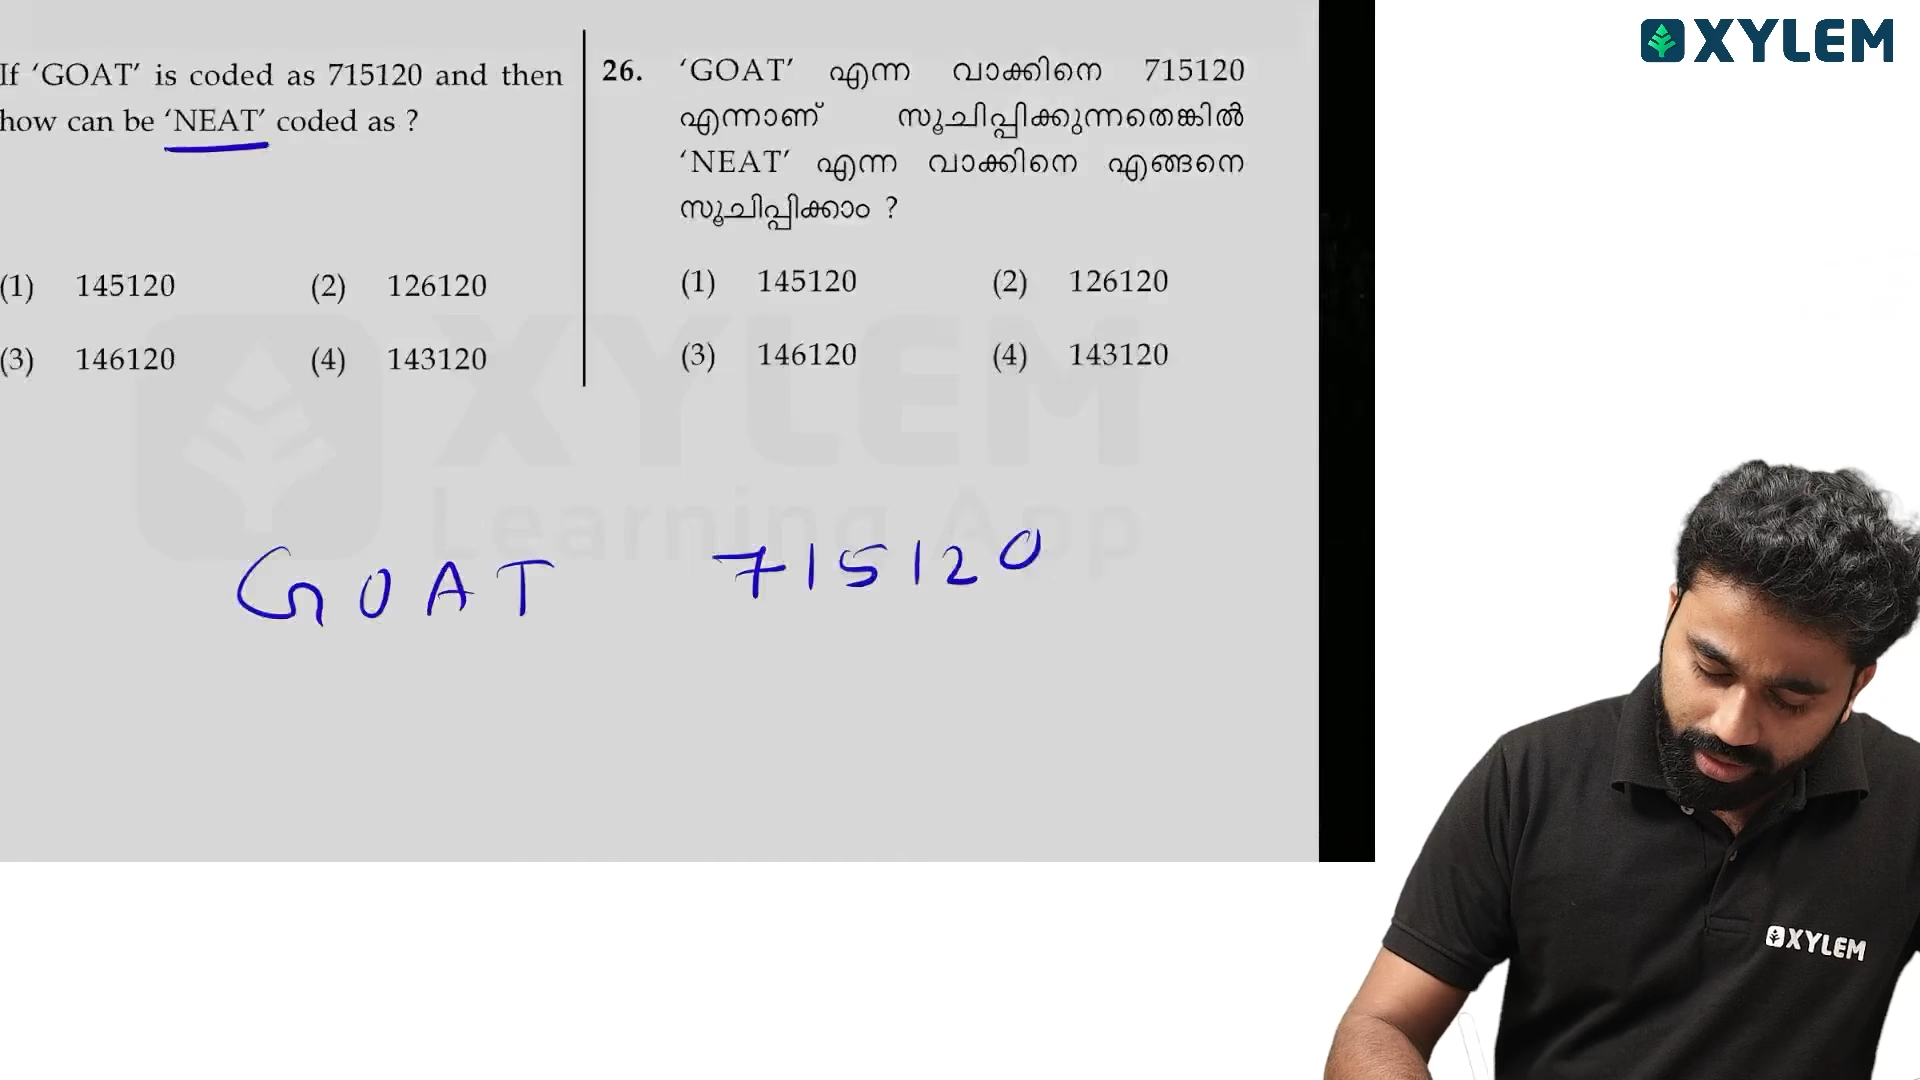 XYLEM
If ‘GOAT’ is coded as 715120 and then
how can be ‘NEAT’ coded as ?
(1) 145120 (2) 126120
(3) 146120 (4) 143120
26. ‘GOAT’ എന്ന വാക്കിനെ 715120
എന്നാണ് സൂചിപ്പിക്കുന്നതെങ്കിൽ
‘NEAT’ എന്ന വാക്കിനെ എങ്ങനെ
സൂചിപ്പിക്കാം ?
(1) 145120 (2) 126120
(3) 146120 (4) 143120
XYLEM
Learning App
GOAT 715120
XYLEM